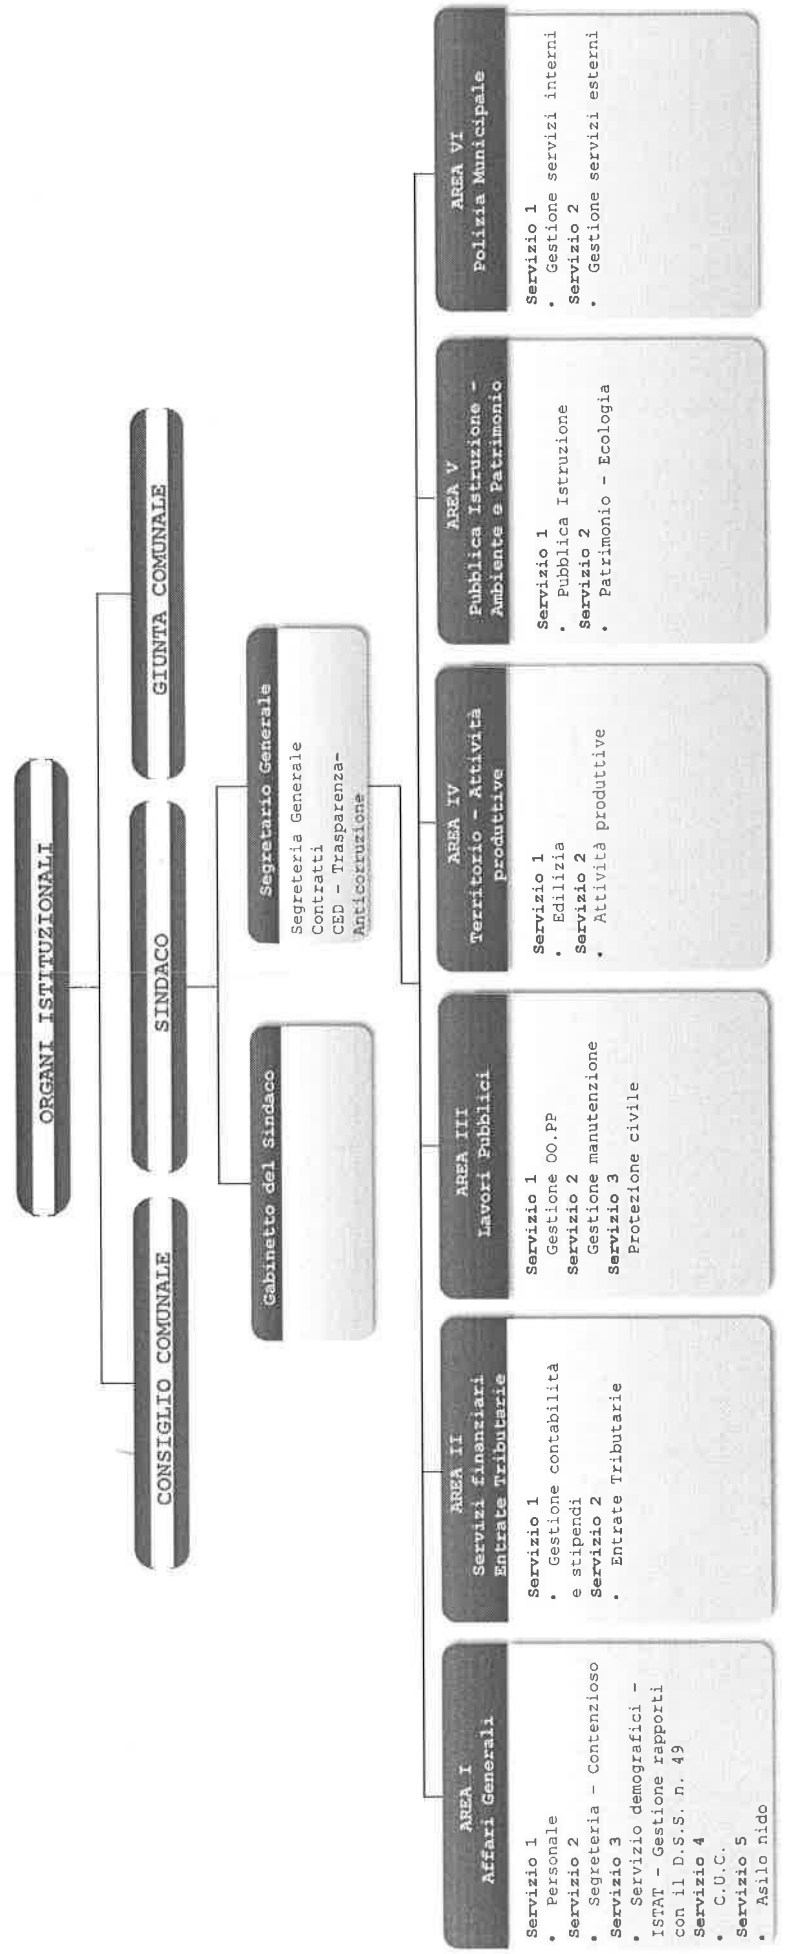 ORGANI ISTITUZIONALI
CONSIGLIO COMUNALE
SINDACO
GIUNTA COMUNALE
Gabinetto del Sindaco
Segretario Generale
Segreteria Generale
Contratti
CED - Trasparenza-
Anticorruzione
AREA I
Affari Generali
Servizio 1
• Personale
Servizio 2
• Segreteria - Contenzioso
Servizio 3
• Servizio demografici -
ISTAT - Gestione rapporti
con il D.S.S. n. 49
Servizio 4
• C.U.C.
Servizio 5
• Asilo nido
AREA II
Servizi finanziari
Entrate Tributarie
Servizio 1
• Gestione contabilità
e stipendi
Servizio 2
• Entrate Tributarie
AREA III
Lavori Pubblici
Servizio 1
Gestione OO.PP
Servizio 2
Gestione manutenzione
Servizio 3
Protezione civile
AREA IV
Territorio - Attività
produttive
Servizio 1
• Edilizia
Servizio 2
• Attività produttive
AREA V
Pubblica Istruzione -
Ambiente e Patrimonio
Servizio 1
• Pubblica Istruzione
Servizio 2
• Patrimonio - Ecologia
AREA VI
Polizia Municipale
Servizio 1
• Gestione servizi interni
Servizio 2
• Gestione servizi esterni